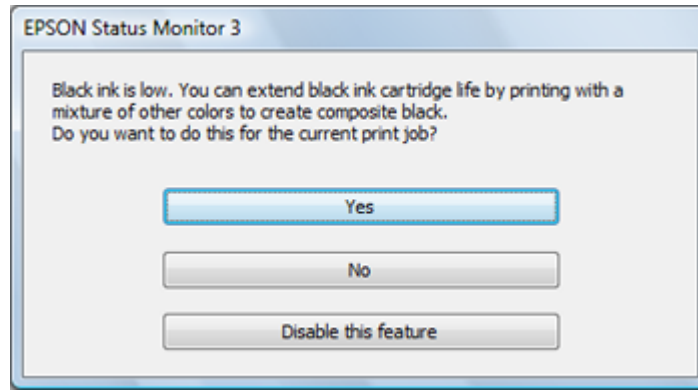 EPSON Status Monitor 3
Black ink is low. You can extend black ink cartridge life by printing with a
mixture of other colors to create composite black.
Do you want to do this for the current print job?
Yes
No
Disable this feature